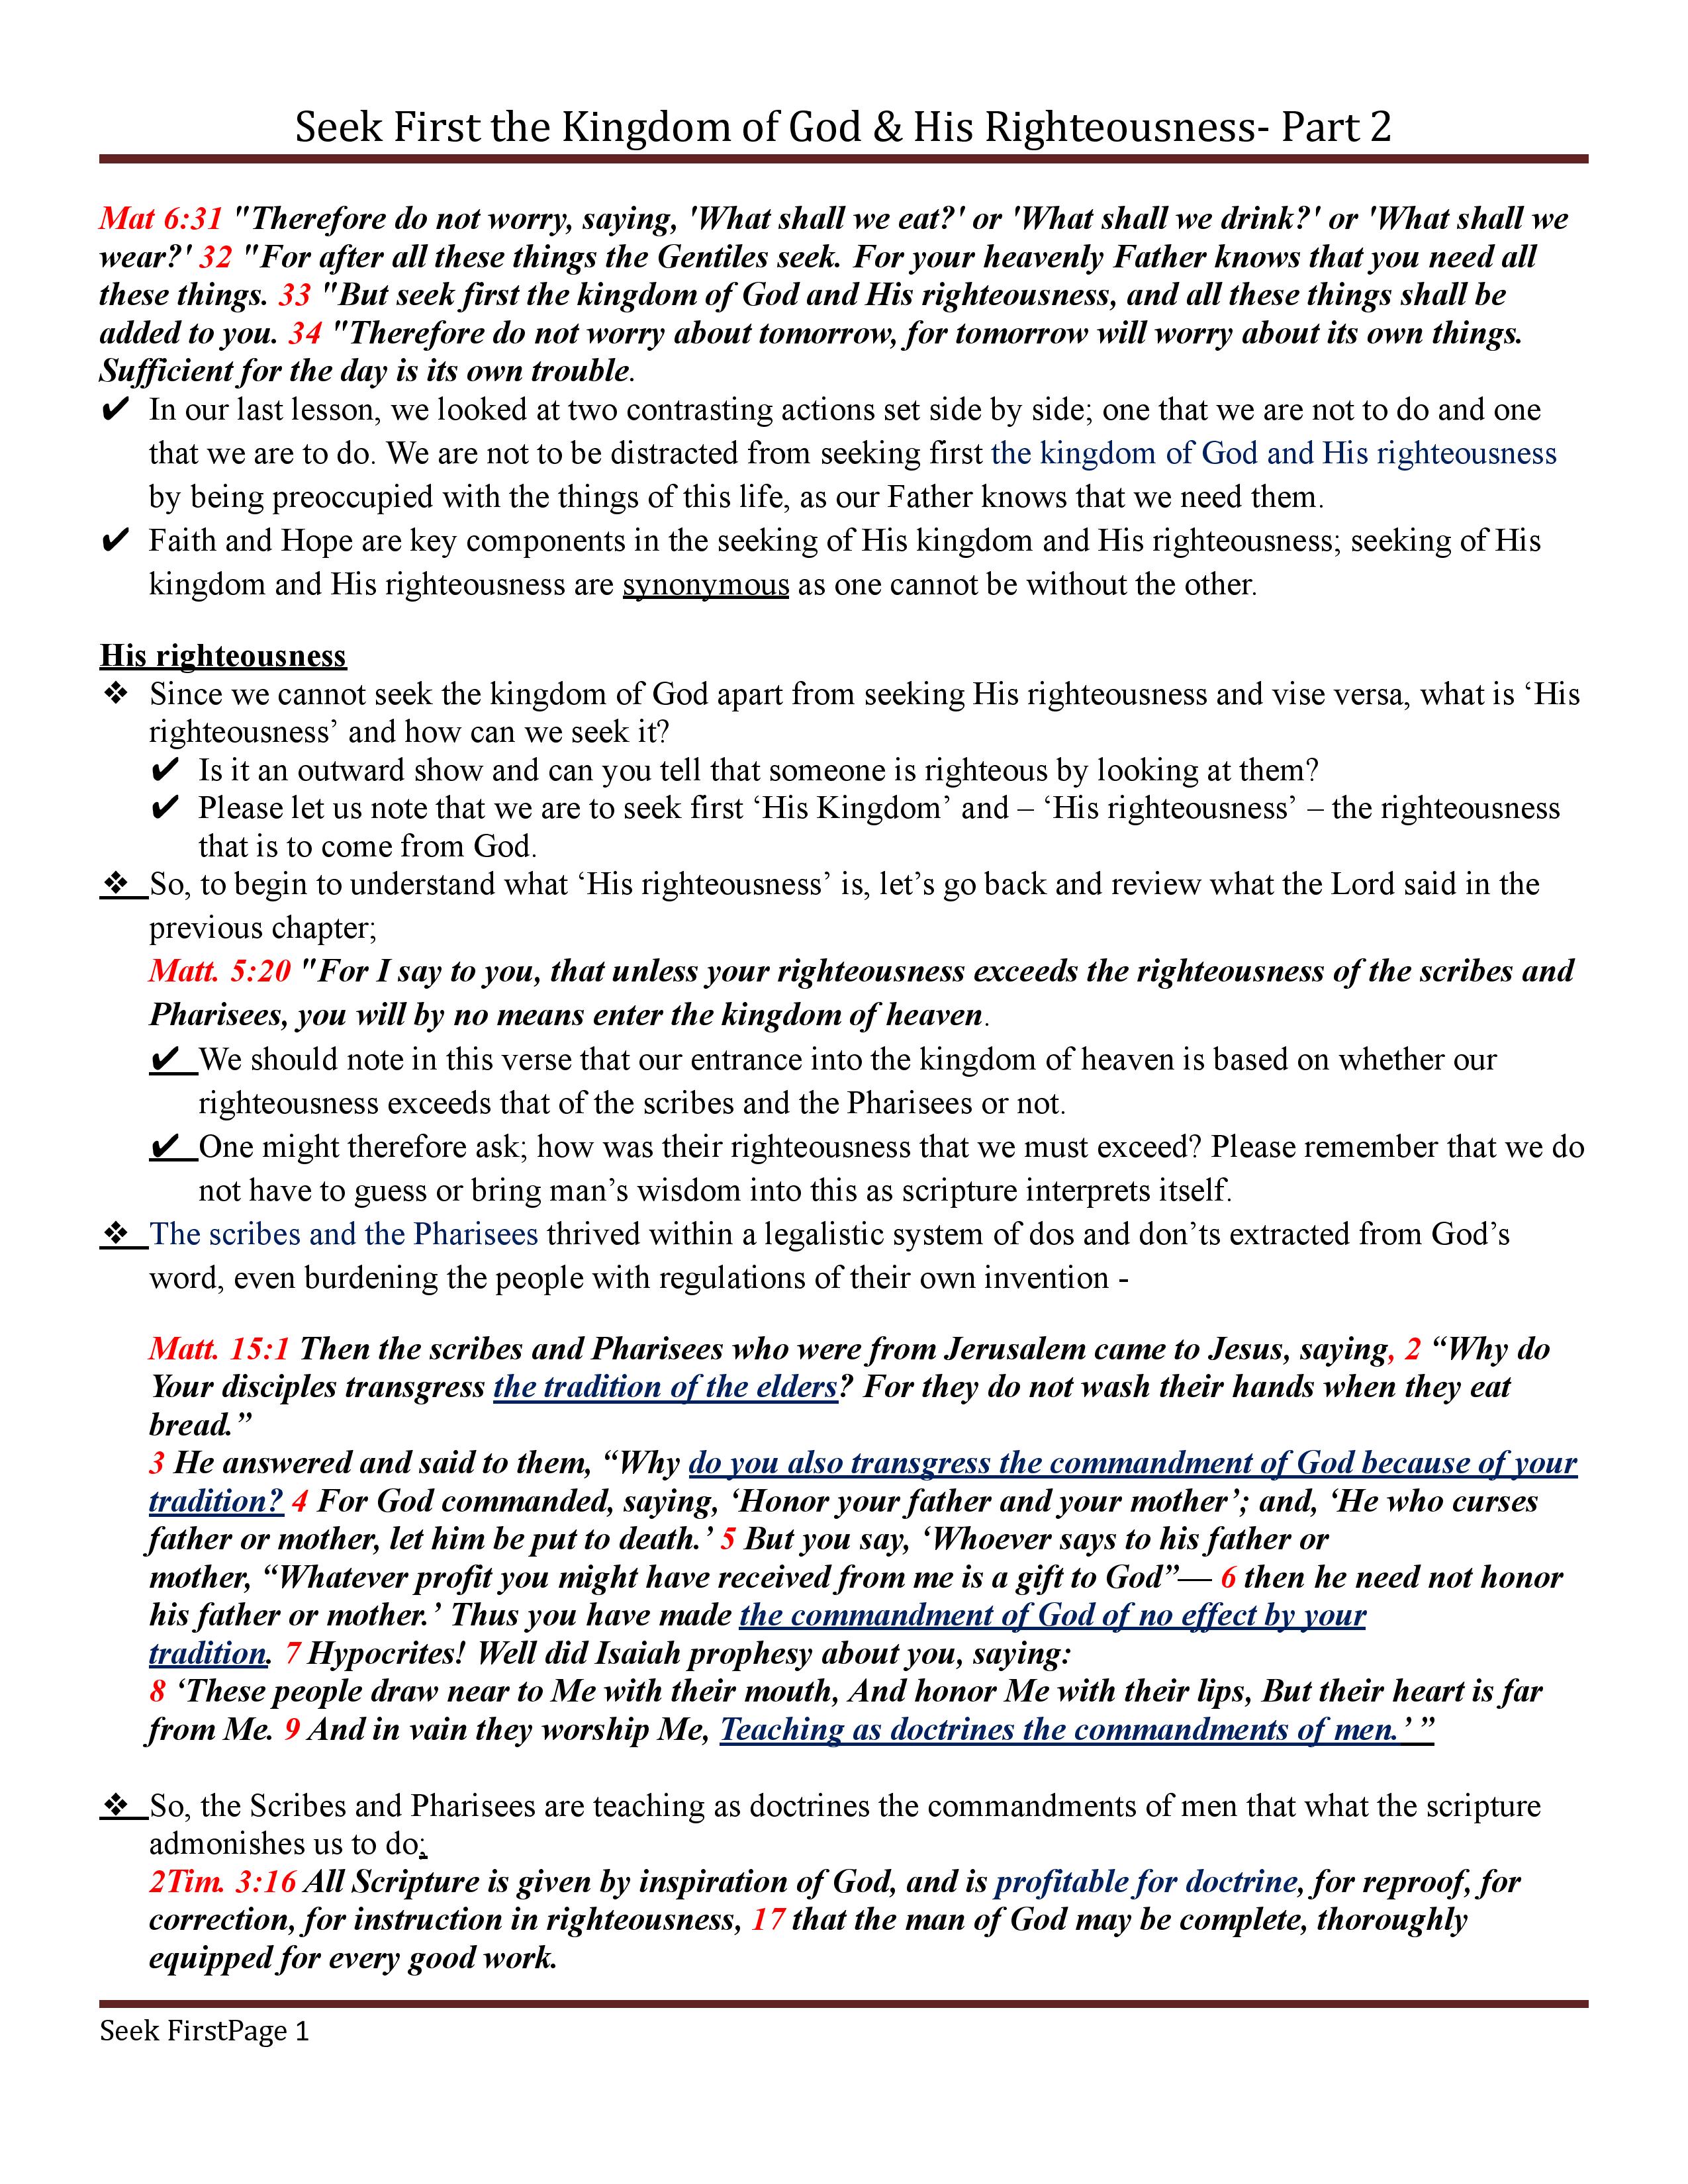 Seek First the Kingdom of God & His Righteousness- Part 2
Mat 6:31 "Therefore do not worry, saying, 'What shall we eat?' or 'What shall we drink?' or 'What shall we
wear?' 32 "For after all these things the Gentiles seek. For your heavenly Father knows that you need all
these things. 33 "But seek first the kingdom of God and His righteousness, and all these things shall be
added to you. 34 "Therefore do not worry about tomorrow, for tomorrow will worry about its own things.
Sufficient for the day is its own trouble.
✔ In our last lesson, we looked at two contrasting actions set side by side; one that we are not to do and one
that we are to do. We are not to be distracted from seeking first the kingdom of God and His righteousness
by being preoccupied with the things of this life, as our Father knows that we need them.
✔ Faith and Hope are key components in the seeking of His kingdom and His righteousness; seeking of His
kingdom and His righteousness are synonymous as one cannot be without the other.
His righteousness
❖ Since we cannot seek the kingdom of God apart from seeking His righteousness and vise versa, what is ‘His
righteousness’ and how can we seek it?
✔ Is it an outward show and can you tell that someone is righteous by looking at them?
✔ Please let us note that we are to seek first ‘His Kingdom’ and – ‘His righteousness’ – the righteousness
that is to come from God.
❖ So, to begin to understand what ‘His righteousness’ is, let’s go back and review what the Lord said in the
previous chapter;
Matt. 5:20 "For I say to you, that unless your righteousness exceeds the righteousness of the scribes and
Pharisees, you will by no means enter the kingdom of heaven.
✔ We should note in this verse that our entrance into the kingdom of heaven is based on whether our
righteousness exceeds that of the scribes and the Pharisees or not.
✔ One might therefore ask; how was their righteousness that we must exceed? Please remember that we do
not have to guess or bring man’s wisdom into this as scripture interprets itself.
❖ The scribes and the Pharisees thrived within a legalistic system of dos and don’ts extracted from God’s
word, even burdening the people with regulations of their own invention -
Matt. 15:1 Then the scribes and Pharisees who were from Jerusalem came to Jesus, saying, 2 “Why do
Your disciples transgress the tradition of the elders? For they do not wash their hands when they eat
bread.”
3 He answered and said to them, “Why do you also transgress the commandment of God because of your
tradition? 4 For God commanded, saying, ‘Honor your father and your mother’; and, ‘He who curses
father or mother, let him be put to death.’ 5 But you say, ‘Whoever says to his father or
mother, “Whatever profit you might have received from me is a gift to God”— 6 then he need not honor
his father or mother.’ Thus you have made the commandment of God of no effect by your
tradition. 7 Hypocrites! Well did Isaiah prophesy about you, saying:
8 ‘These people draw near to Me with their mouth, And honor Me with their lips, But their heart is far
from Me. 9 And in vain they worship Me, Teaching as doctrines the commandments of men.’ ”
❖ So, the Scribes and Pharisees are teaching as doctrines the commandments of men that what the scripture
admonishes us to do;
2Tim. 3:16 All Scripture is given by inspiration of God, and is profitable for doctrine, for reproof, for
correction, for instruction in righteousness, 17 that the man of God may be complete, thoroughly
equipped for every good work.
Seek FirstPage 1